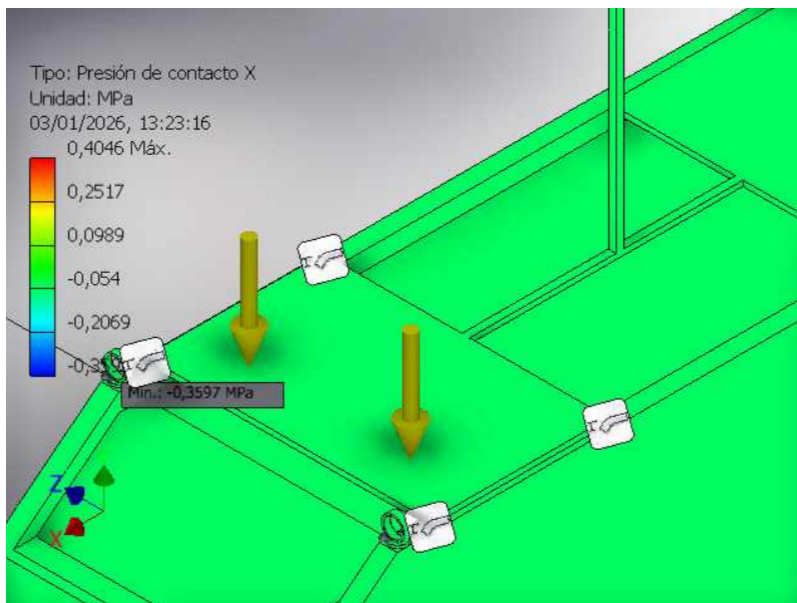 Tipo: Presión de contacto X
Unidad: MPa
03/01/2026, 13:23:16
0,4046 Máx.
0,2517
0,0989
-0,054
-0,2069
Mín.: -0,3597 MPa
Z
X